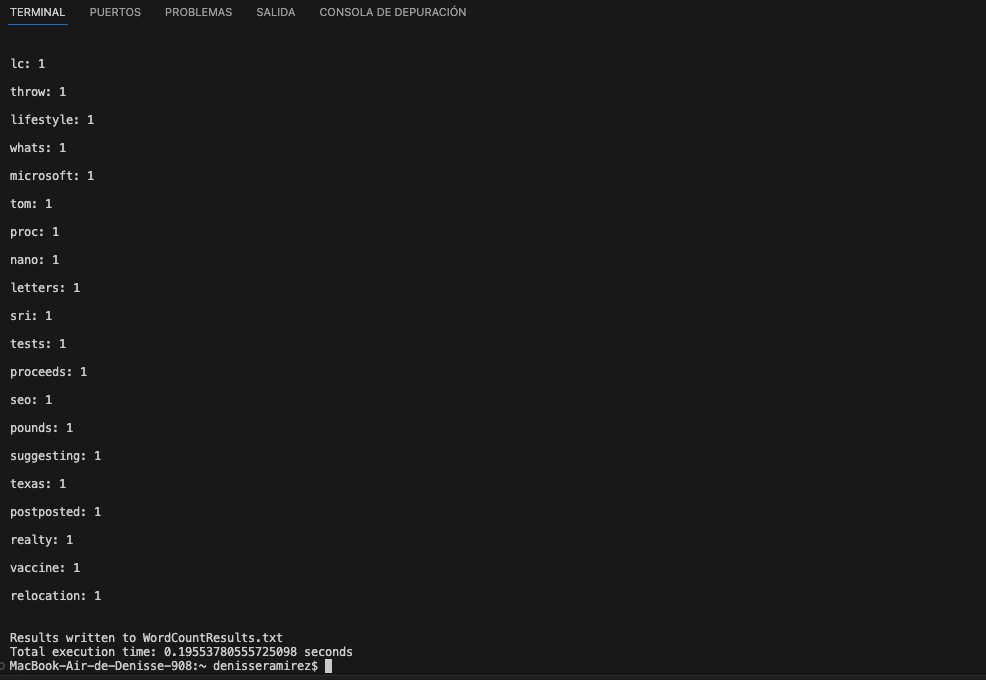 TERMINAL PUERTOS PROBLEMAS SALIDA CONSOLA DE DEPURACIÓN
lc: 1
throw: 1
lifestyle: 1
whats: 1
microsoft: 1
tom: 1
proc: 1
nano: 1
letters: 1
sri: 1
tests: 1
proceeds: 1
seo: 1
pounds: 1
suggesting: 1
texas: 1
postposted: 1
realty: 1
vaccine: 1
relocation: 1
Results written to WordCountResults.txt
Total execution time: 0.19553780555725098 seconds
MacBook-Air-de-Denisse-908:~ denisseramirez$